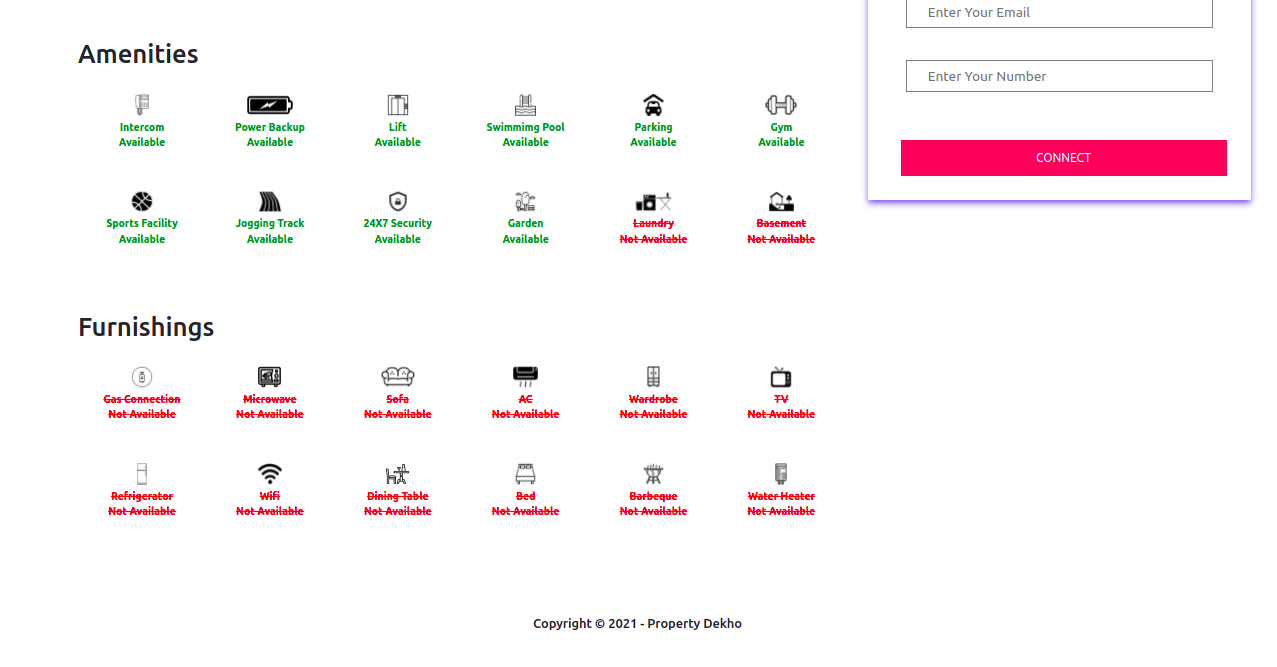 Enter Your Email
Enter Your Number
CONNECT
Amenities
Intercom
Available
Power Backup
Available
Lift
Available
Swimmimg Pool
Available
Parking
Available
Gym
Available
Sports Facility
Available
Jogging Track
Available
24X7 Security
Available
Garden
Available
Laundry
Not Available
Basement
Not Available
Furnishings
Gas Connection
Not Available
Microwave
Not Available
Sofa
Not Available
AC
Not Available
Wardrobe
Not Available
TV
Not Available
Refrigerator
Not Available
Wifi
Not Available
Dining Table
Not Available
Bed
Not Available
Barbeque
Not Available
Water Heater
Not Available
Copyright © 2021 - Property Dekho